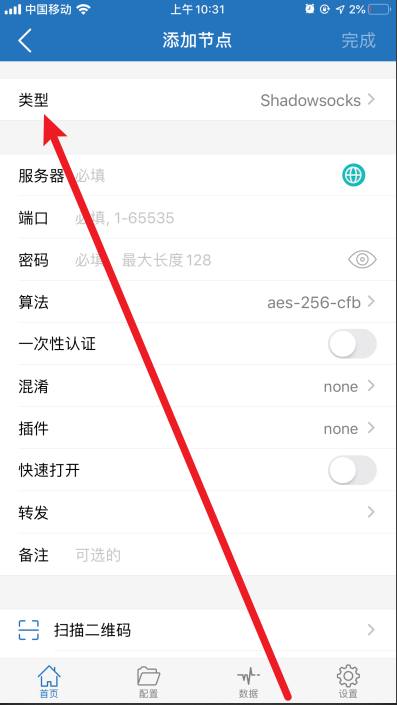 中国移动 上午 10:31 2%
添加节点 完成
类型 Shadowsocks
服务器 必填
端口 必填, 1-65535
密码 必填, 最大长度128
算法 aes-256-cfb
一次性认证
混淆 none
插件 none
快速打开
转发
备注 可选的
扫描二维码
首页 配置 数据 设置